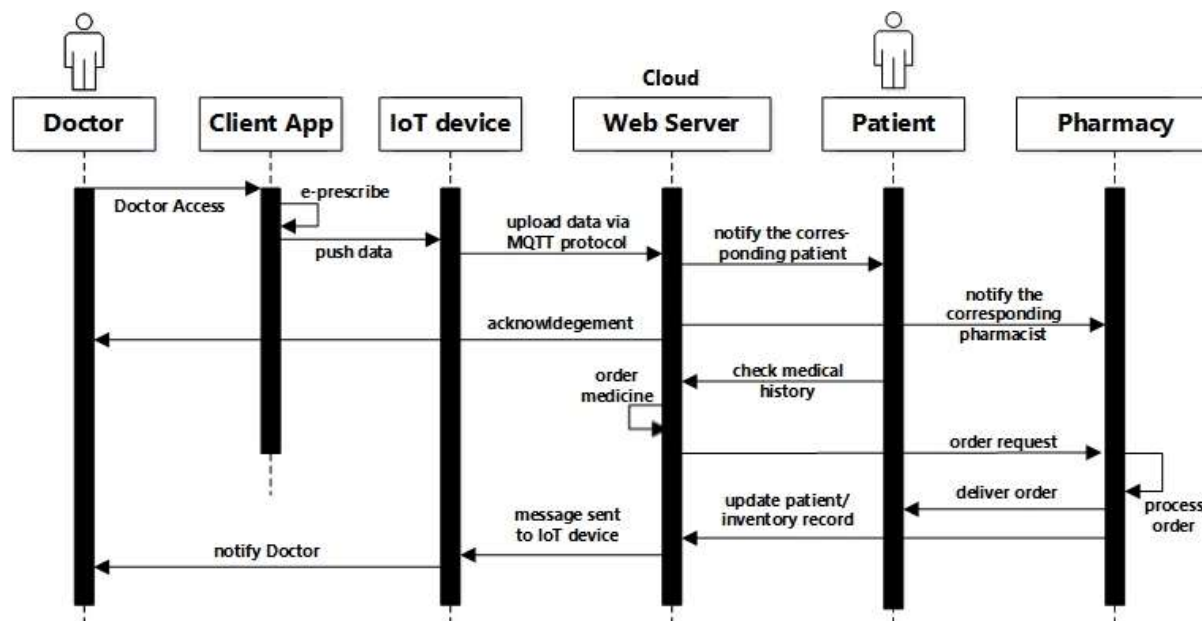 Cloud
Doctor
Client App
IoT device
Web Server
Patient
Pharmacy
Doctor Access
e-prescribe
push data
upload data via
MQTT protocol
notify the corres-
ponding patient
notify the
corresponding
pharmacist
acknowldegement
check medical
history
order
medicine
order request
process
order
deliver order
update patient/
inventory record
message sent
to IoT device
notify Doctor